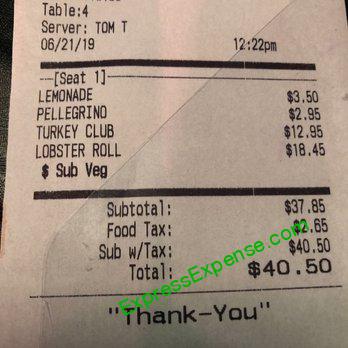 Table:4
Server: TOM T
06/21/19 12:22pm
[Seat 1]
LEMONADE $3.50
PELLEGRINO $2.95
TURKEY CLUB $12.95
LOBSTER ROLL $18.45
$ Sub Veg
Subtotal: $37.85
Food Tax: $2.65
Sub w/Tax: $40.50
Total: $40.50
ExpressExpense.com
"Thank-You"